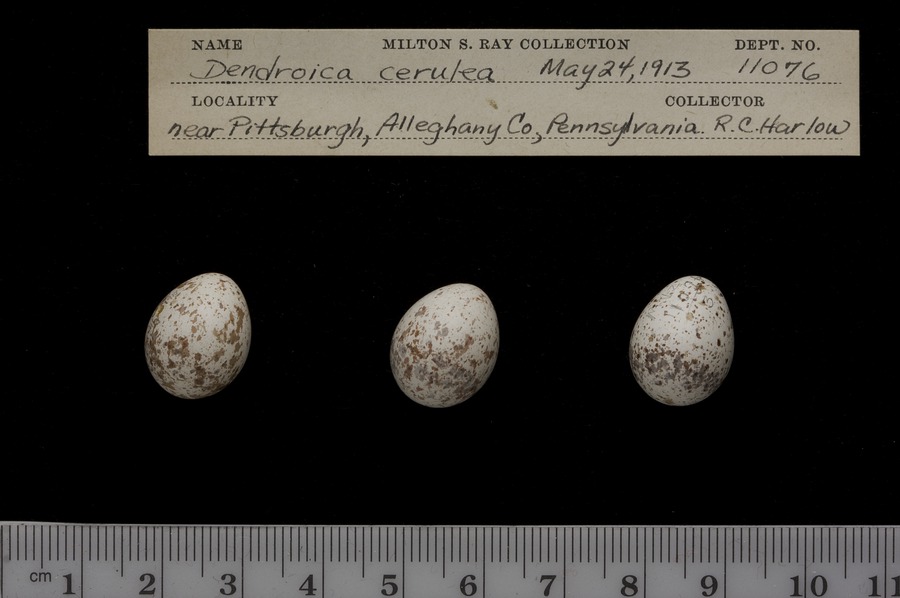 NAME MILTON S. RAY COLLECTION DEPT. NO.
Dendroica cerulea May 24, 1913 11076
LOCALITY COLLECTOR
near Pittsburgh, Alleghany Co., Pennsylvania. R.C. Harlow
cm 1 2 3 4 5 6 7 8 9 10 11